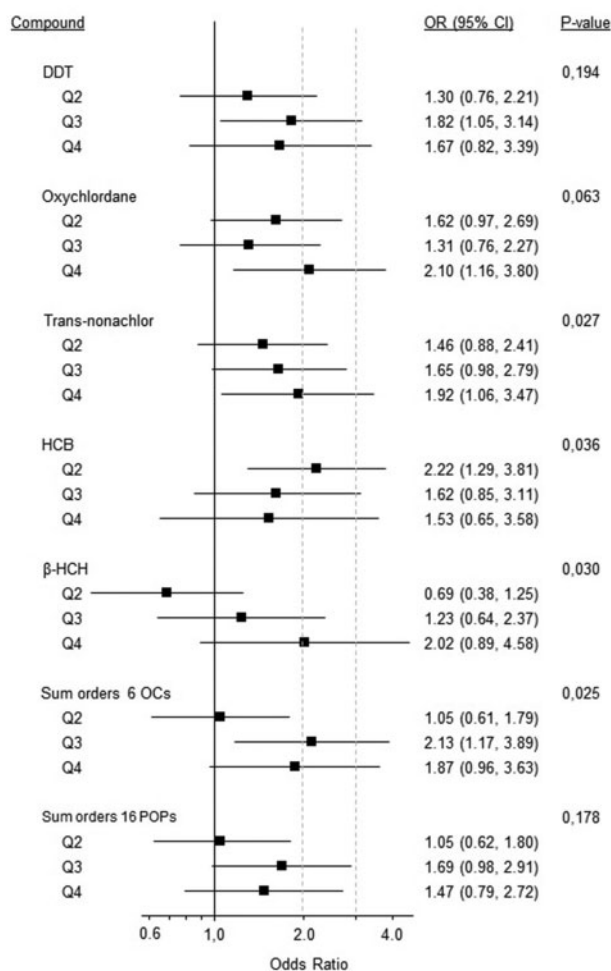 Compound OR (95% CI) P-value
DDT 0,194
Q2 1.30 (0.76, 2.21)
Q3 1.82 (1.05, 3.14)
Q4 1.67 (0.82, 3.39)
Oxychlordane 0,063
Q2 1.62 (0.97, 2.69)
Q3 1.31 (0.76, 2.27)
Q4 2.10 (1.16, 3.80)
Trans-nonachlor 0,027
Q2 1.46 (0.88, 2.41)
Q3 1.65 (0.98, 2.79)
Q4 1.92 (1.06, 3.47)
HCB 0,036
Q2 2.22 (1.29, 3.81)
Q3 1.62 (0.85, 3.11)
Q4 1.53 (0.65, 3.58)
β-HCH 0,030
Q2 0.69 (0.38, 1.25)
Q3 1.23 (0.64, 2.37)
Q4 2.02 (0.89, 4.58)
Sum orders 6 OCs 0,025
Q2 1.05 (0.61, 1.79)
Q3 2.13 (1.17, 3.89)
Q4 1.87 (0.96, 3.63)
Sum orders 16 POPs 0,178
Q2 1.05 (0.62, 1.80)
Q3 1.69 (0.98, 2.91)
Q4 1.47 (0.79, 2.72)
0.6 1,0 2.0 4.0
Odds Ratio